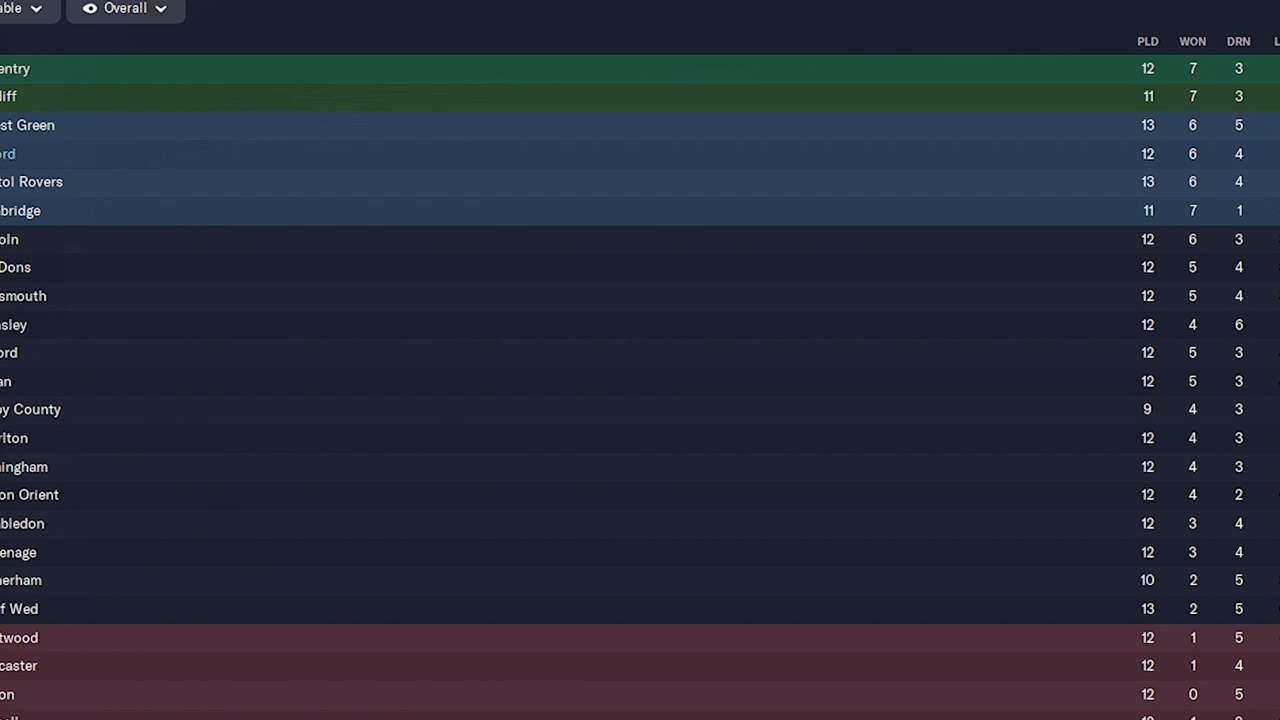 able Overall
PLD WON DRN L
entry 12 7 3
liff 11 7 3
st Green 13 6 5
ord 12 6 4
tol Rovers 13 6 4
bridge 11 7 1
oln 12 6 3
Dons 12 5 4
smouth 12 5 4
sley 12 4 6
ord 12 5 3
an 12 5 3
by County 9 4 3
rlton 12 4 3
ingham 12 4 3
on Orient 12 4 2
bledon 12 3 4
enage 12 3 4
herham 10 2 5
f Wed 13 2 5
twood 12 1 5
caster 12 1 4
on 12 0 5